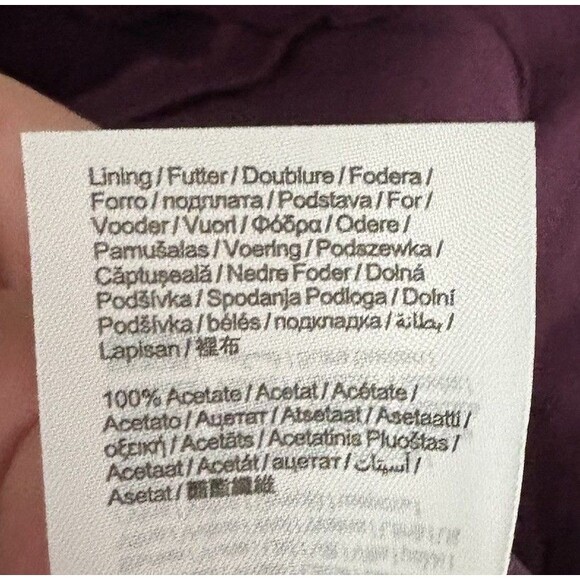 Lining / Futter / Doublure / Fodera /
Forro / подплата / Podstava / For /
Vooder / Vuori / Φόδρα / Odere /
Pamušalas / Voering / Podszewka /
Căptușeală / Nedre Foder / Dolná
Podšívka / Spodanja Podloga / Dolní
Podšívka / bélés / подкладка / بطانة /
Lapisan / 裡布
100% Acetate / Acetat / Acétate /
Acetato / Ацетат / Atsetaat / Asetaatti /
οξεική / Acetāts / Acetatinis Pluoštas /
Acetaat / Acetát / ацетат / أسيتات /
Asetat / 醋酯纖維